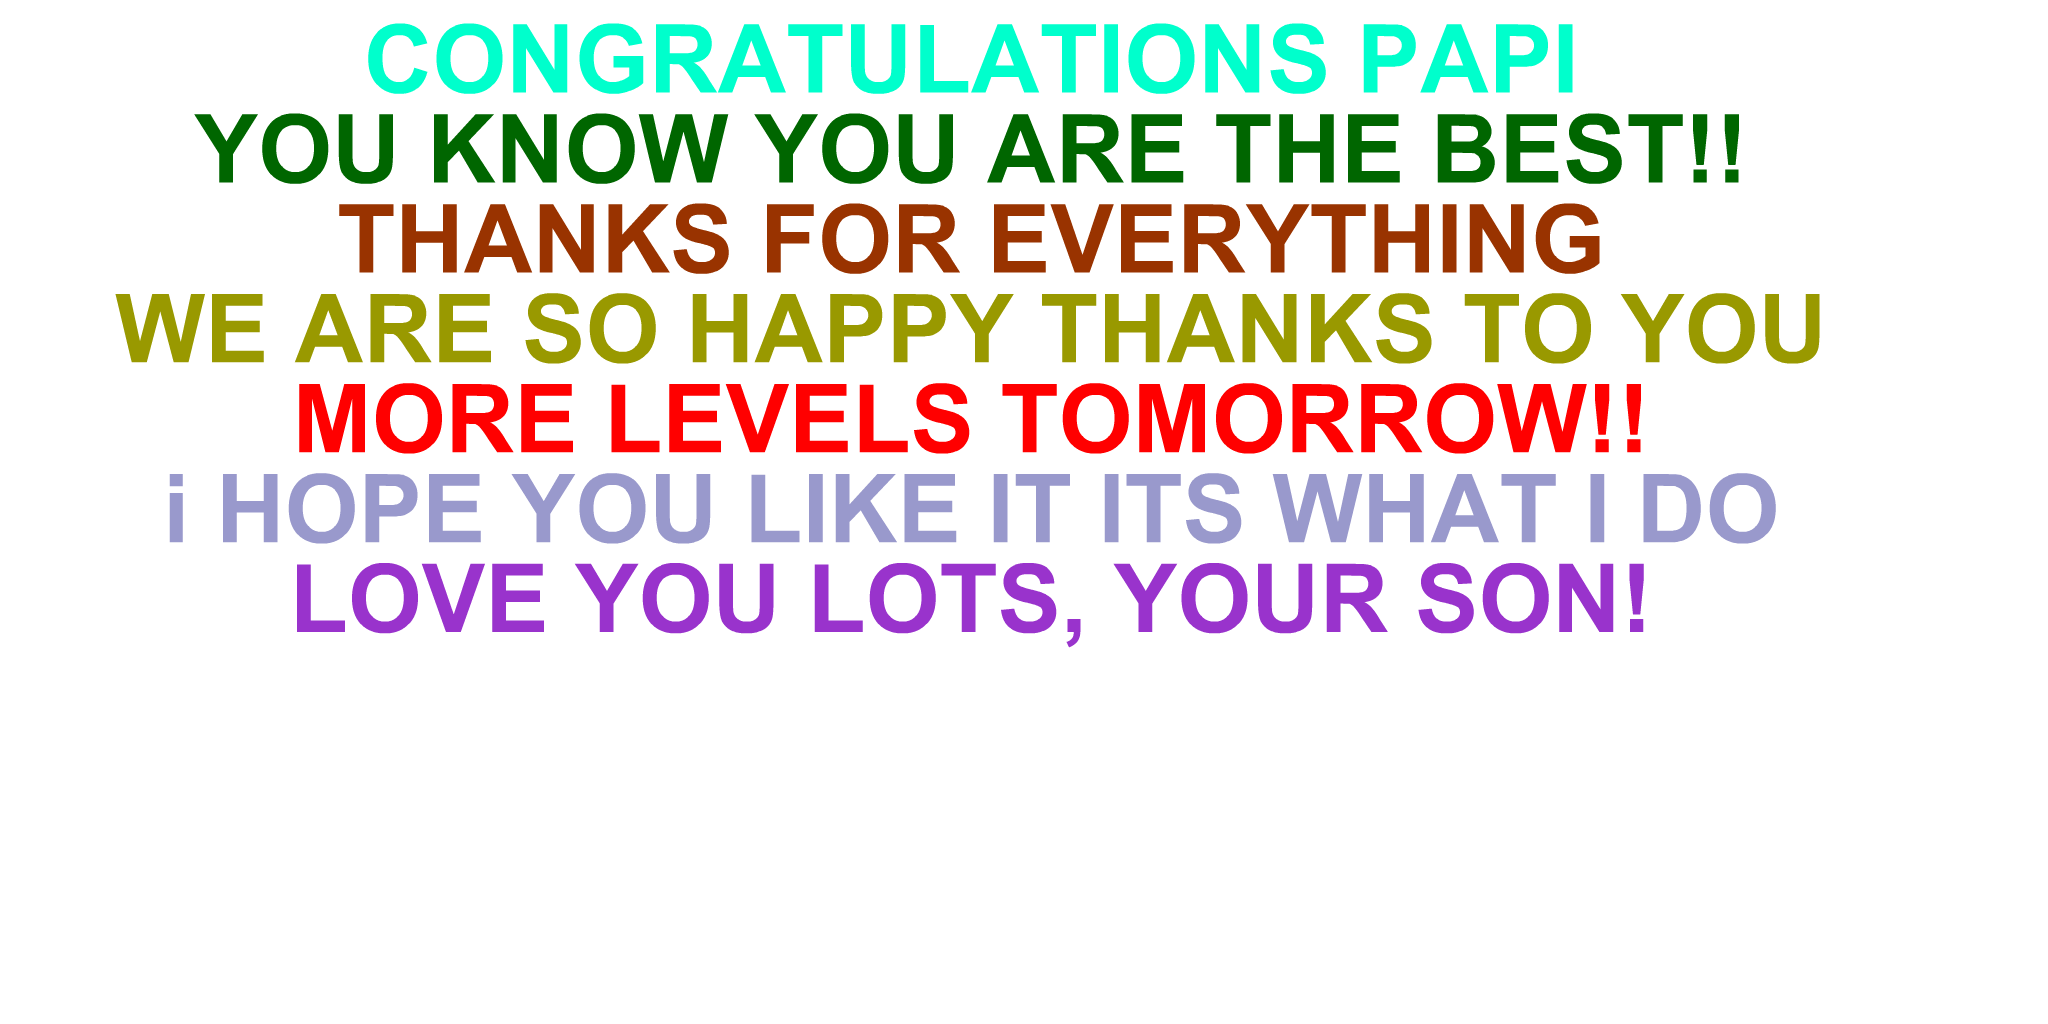 CONGRATULATIONS PAPI
YOU KNOW YOU ARE THE BEST!!
THANKS FOR EVERYTHING
WE ARE SO HAPPY THANKS TO YOU
MORE LEVELS TOMORROW!!
i HOPE YOU LIKE IT ITS WHAT I DO
LOVE YOU LOTS, YOUR SON!